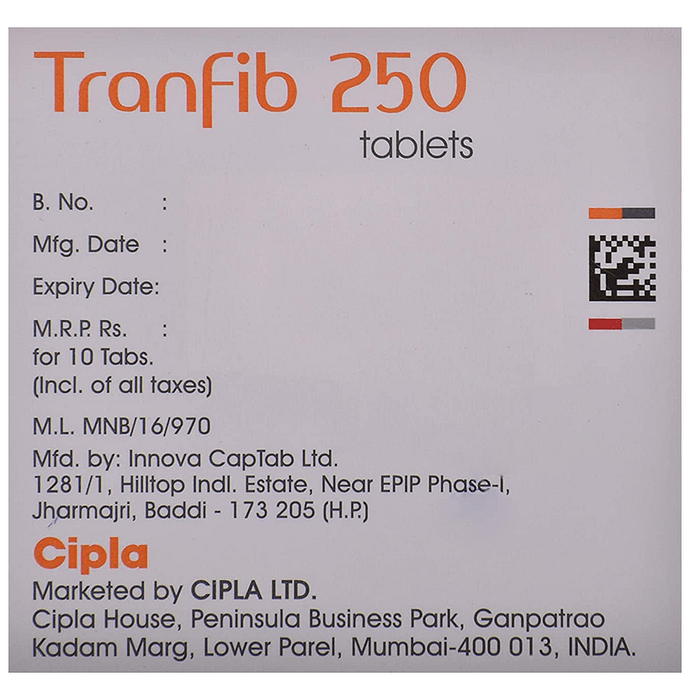 Tranfib 250
tablets
B. No. :
Mfg. Date :
Expiry Date:
M.R.P. Rs. :
for 10 Tabs.
(Incl. of all taxes)
M.L. MNB/16/970
Mfd. by: Innova CapTab Ltd.
1281/1, Hilltop Indl. Estate, Near EPIP Phase-I,
Jharmajri, Baddi - 173 205 (H.P.)
Cipla
Marketed by CiPLA LTD.
Cipla House, Peninsula Business Park, Ganpatrao
Kadam Marg, Lower Parel, Mumbai-400 013, INDIA.